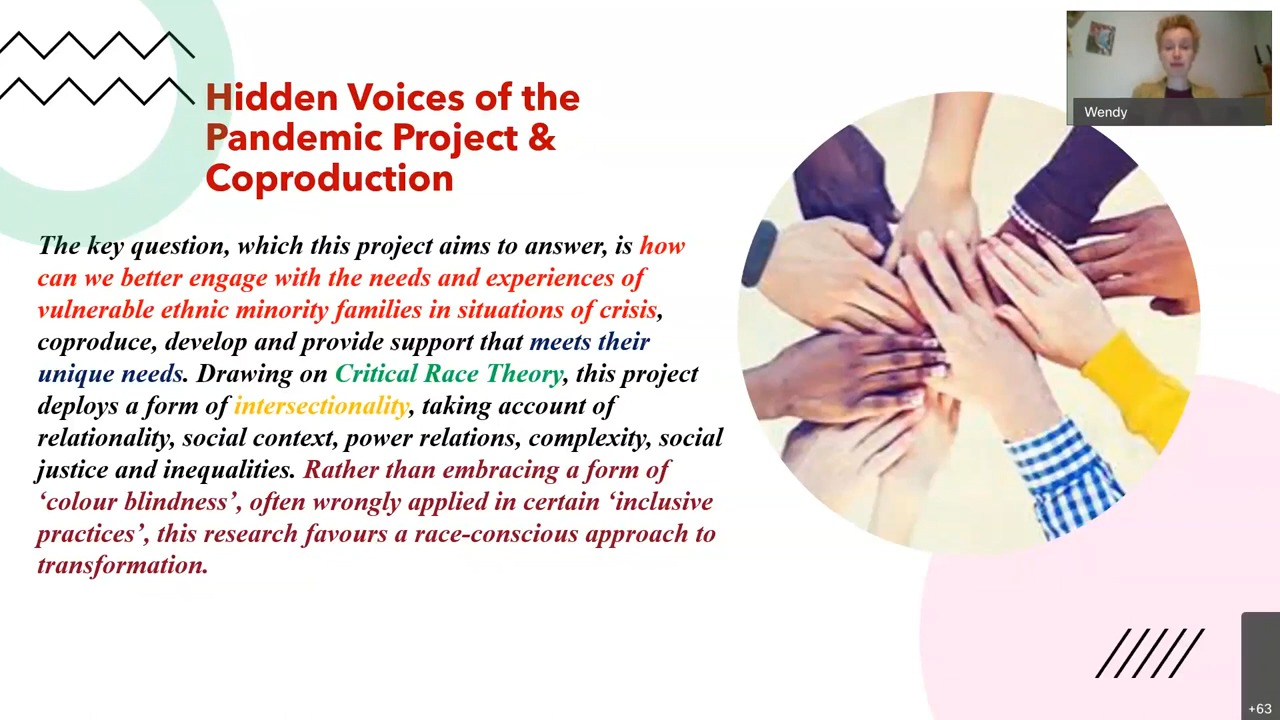 Hidden Voices of the
Pandemic Project &
Coproduction
The key question, which this project aims to answer, is how
can we better engage with the needs and experiences of
vulnerable ethnic minority families in situations of crisis,
coproduce, develop and provide support that meets their
unique needs. Drawing on Critical Race Theory, this project
deploys a form of intersectionality, taking account of
relationality, social context, power relations, complexity, social
justice and inequalities. Rather than embracing a form of
‘colour blindness’, often wrongly applied in certain ‘inclusive
practices’, this research favours a race-conscious approach to
transformation.
Wendy
+63